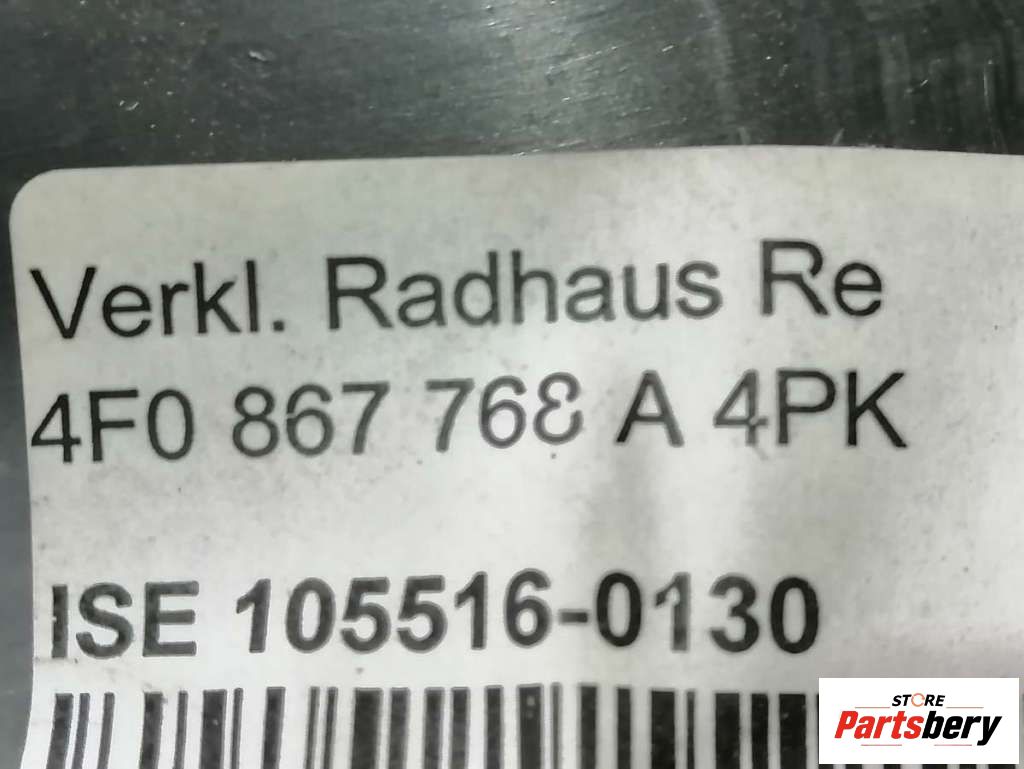 Verkl. Radhaus Re
4F0 867 768 A 4PK
ISE 105516-0130
STORE
Partsbery